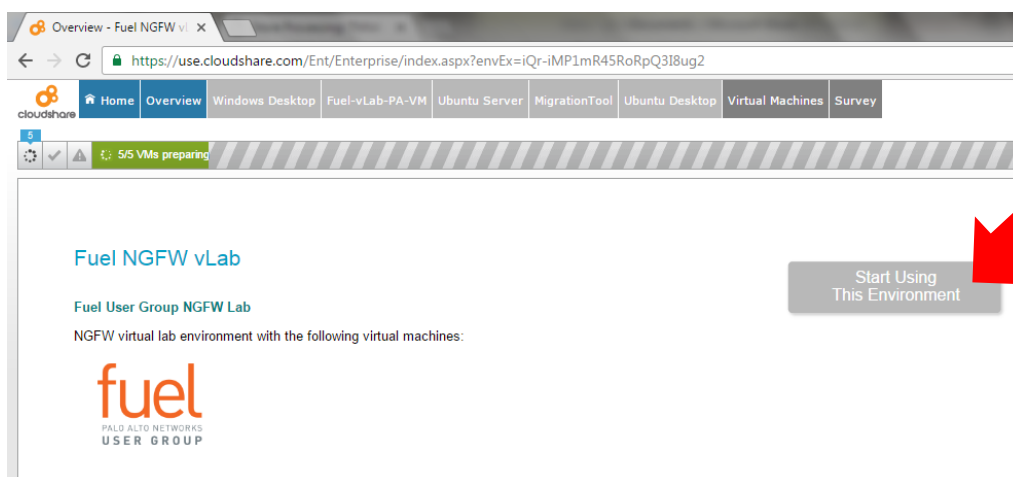 Overview - Fuel NGFW vl
https://use.cloudshare.com/Ent/Enterprise/index.aspx?envEx=iQr-iMP1mR45RoRpQ3I8ug2
cloudshare
Home Overview Windows Desktop Fuel-vLab-PA-VM Ubuntu Server MigrationTool Ubuntu Desktop Virtual Machines Survey
5
5/5 VMs preparing
Fuel NGFW vLab
Start Using
This Environment
Fuel User Group NGFW Lab
NGFW virtual lab environment with the following virtual machines:
fuel
PALO ALTO NETWORKS
USER GROUP